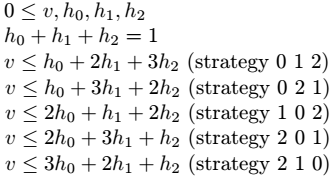 0 ≤ v, h₀, h₁, h₂
h₀ + h₁ + h₂ = 1
v ≤ h₀ + 2h₁ + 3h₂ (strategy 0 1 2)
v ≤ h₀ + 3h₁ + 2h₂ (strategy 0 2 1)
v ≤ 2h₀ + h₁ + 2h₂ (strategy 1 0 2)
v ≤ 2h₀ + 3h₁ + h₂ (strategy 2 0 1)
v ≤ 3h₀ + 2h₁ + h₂ (strategy 2 1 0)